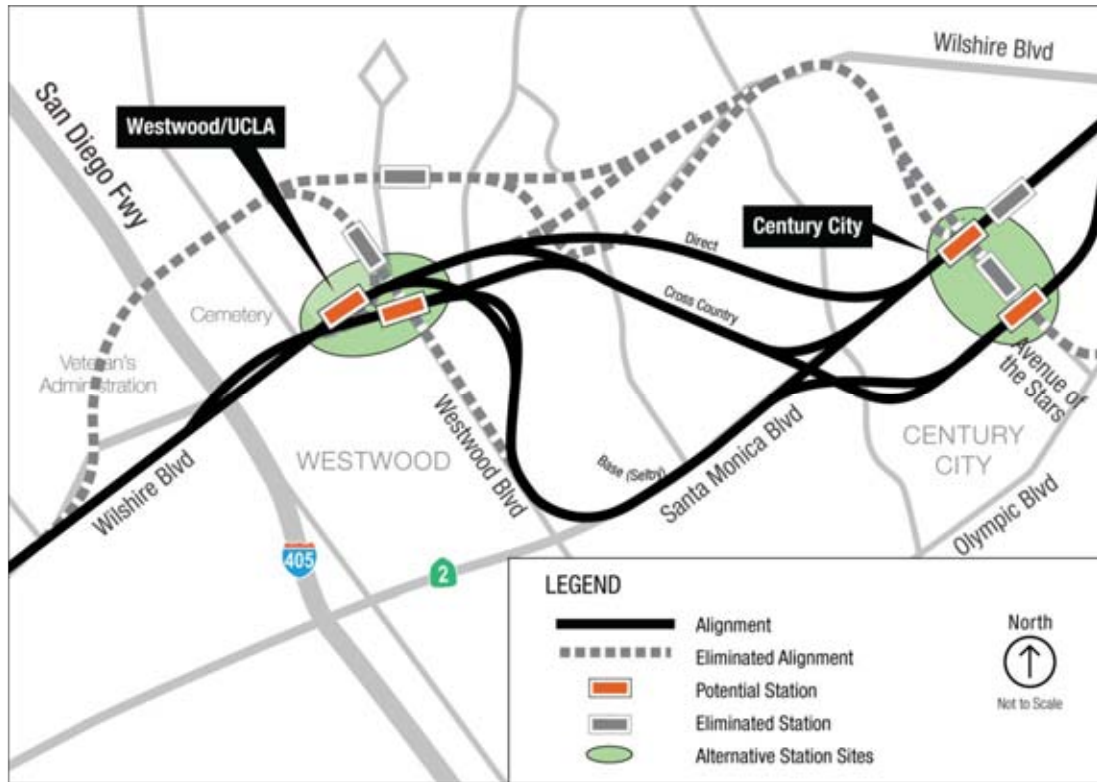 Wilshire Blvd
San Diego Fwy
Westwood/UCLA
Century City
Direct
Cross Country
Cemetery
Veteran's
Administration
Avenue of
the Stars
Westwood Blvd
WESTWOOD
Wilshire Blvd
Base (Selby)
Santa Monica Blvd
CENTURY
CITY
Olympic Blvd
405
2
LEGEND
Alignment
Eliminated Alignment
Potential Station
Eliminated Station
Alternative Station Sites
North
Not to Scale